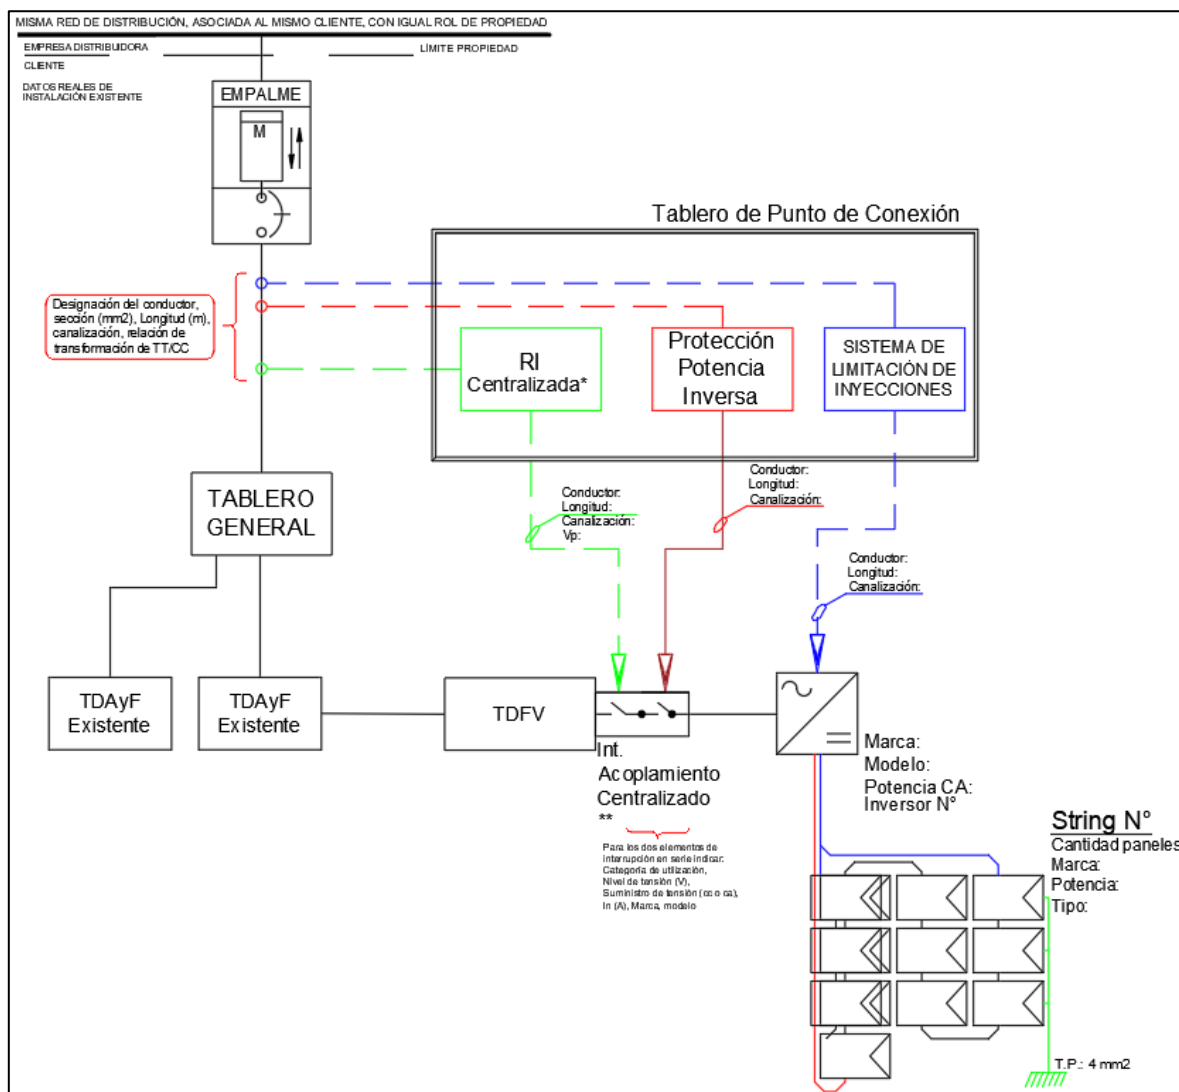 MISMA RED DE DISTRIBUCIÓN, ASOCIADA AL MISMO CLIENTE, CON IGUAL ROL DE PROPIEDAD
EMPRESA DISTRIBUIDORA
LÍMITE PROPIEDAD
CLIENTE
DATOS REALES DE
INSTALACIÓN EXISTENTE
EMPALME
M
Tablero de Punto de Conexión
Designación del conductor,
sección (mm2), Longitud (m),
canalización, relación de
transformación de TT/CC
RI
Centralizada*
Protección
Potencia
Inversa
SISTEMA DE
LIMITACIÓN DE
INYECCIONES
TABLERO
GENERAL
Conductor:
Longitud:
Canalización:
Vp:
Conductor:
Longitud:
Canalización:
Conductor:
Longitud:
Canalización:
TDAyF
Existente
TDAyF
Existente
TDFV
Int.
Acoplamiento
Centralizado
**
Para los dos elementos de
interrupción en serie indicar:
Categoría de utilización,
Nivel de tensión (V),
Suministro de tensión (cc o ca),
In (A), Marca, modelo
Marca:
Modelo:
Potencia CA:
Inversor N°
String N°
Cantidad paneles
Marca:
Potencia:
Tipo:
T.P.: 4 mm2